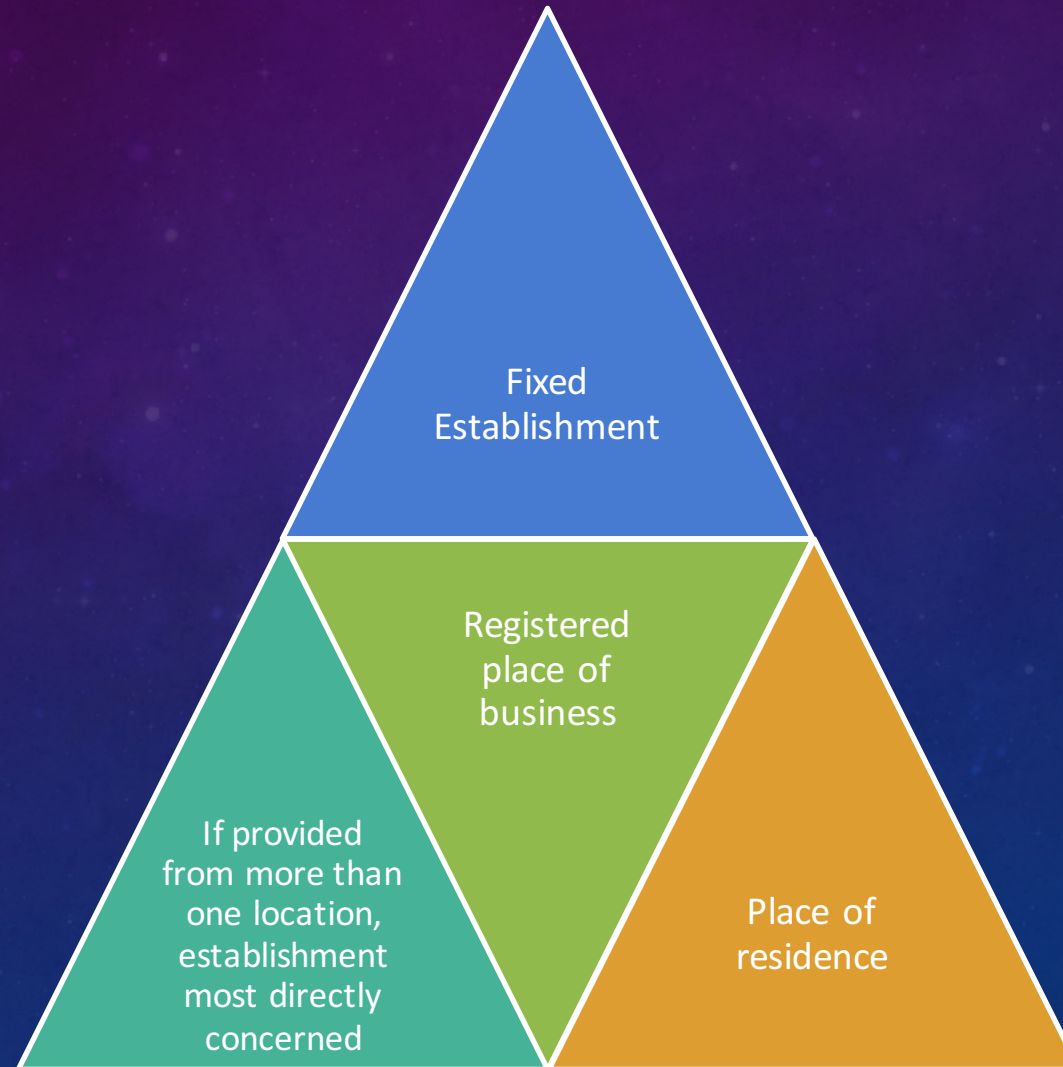 Fixed
Establishment
Registered
place of
business
If provided
from more than
one location,
establishment
most directly
concerned
Place of
residence